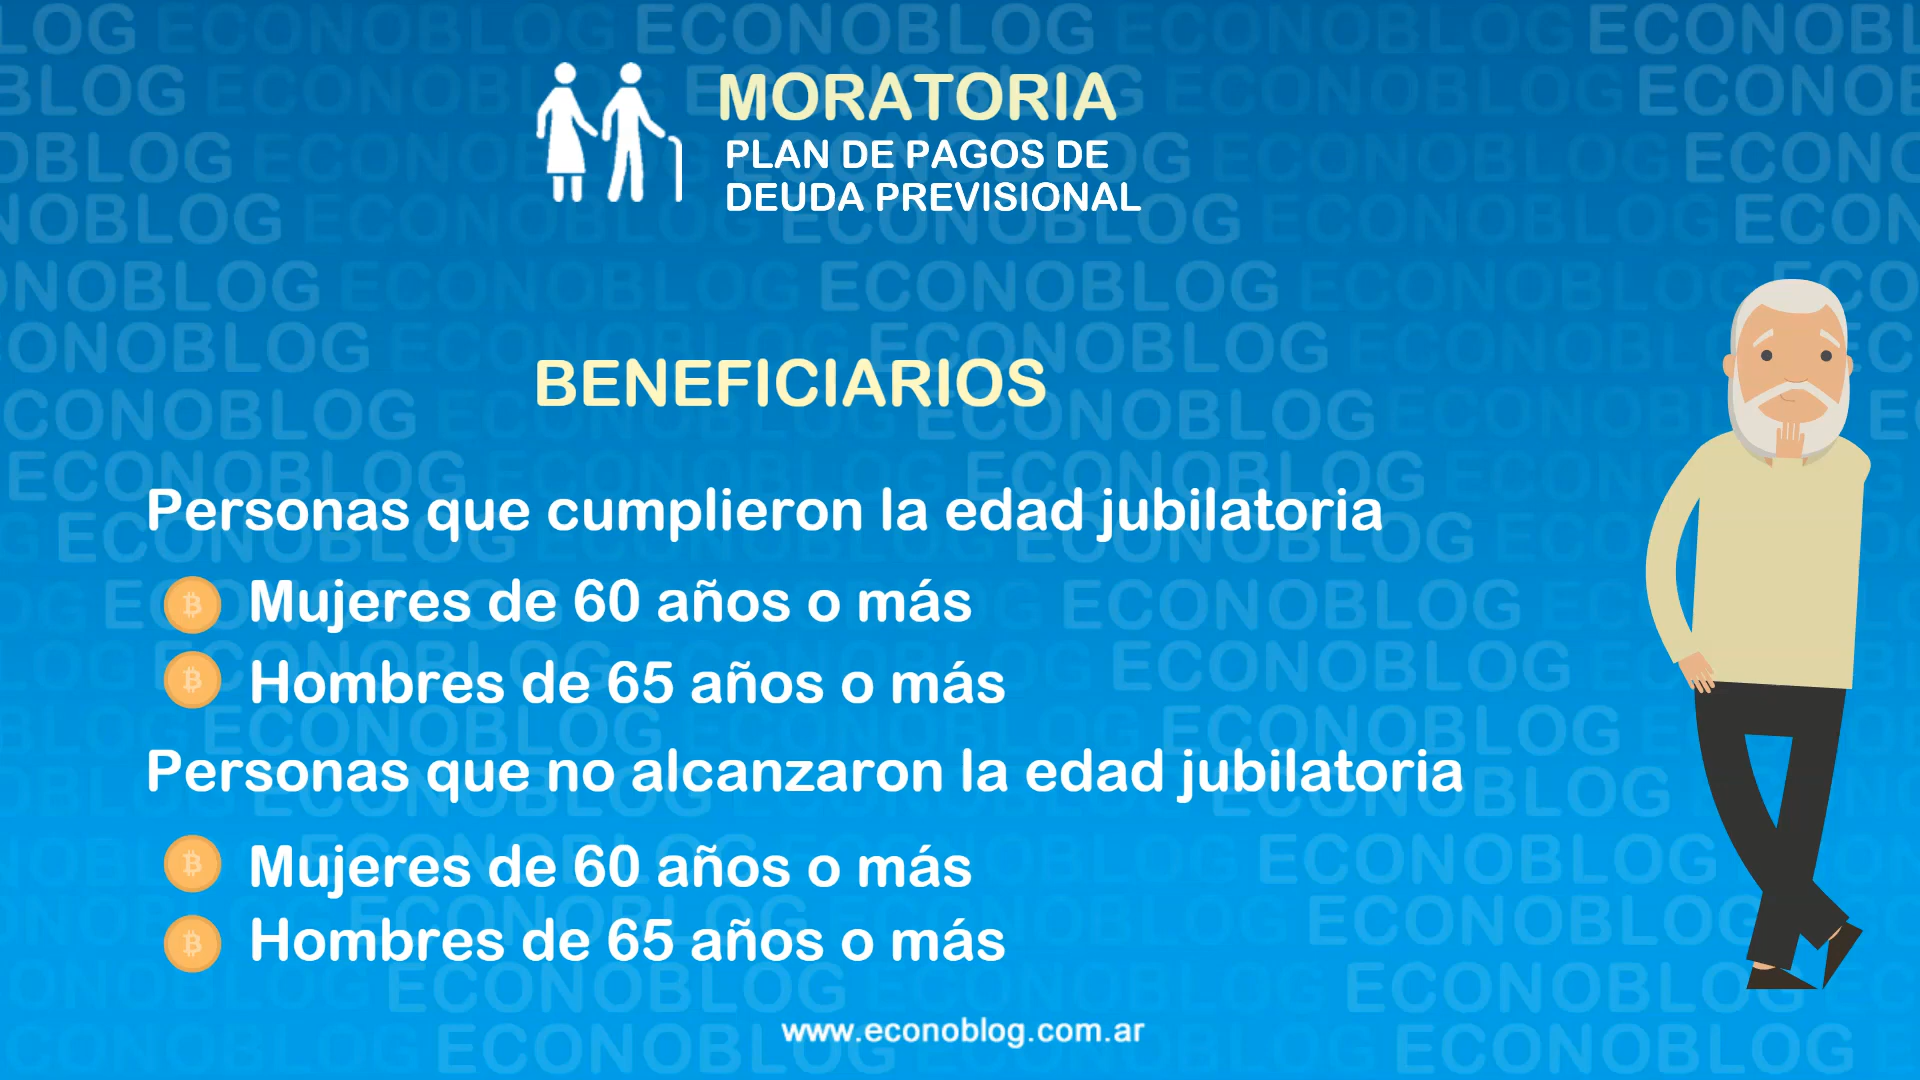 MORATORIA
PLAN DE PAGOS DE
DEUDA PREVISIONAL
BENEFICIARIOS
Personas que cumplieron la edad jubilatoria
Mujeres de 60 años o más
Hombres de 65 años o más
Personas que no alcanzaron la edad jubilatoria
Mujeres de 60 años o más
Hombres de 65 años o más
www.econoblog.com.ar
ECONOBLOG